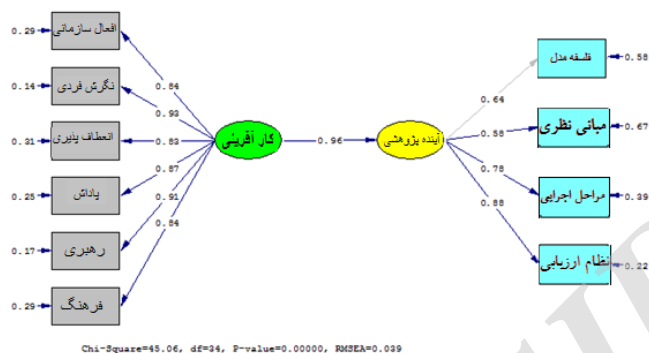 0.29
افعال سازمانی
0.14
نگرش فردی
0.31
انعطاف پذیری
0.25
پاداش
0.17
رهبری
0.29
فرهنگ
0.84
0.93
0.83
0.87
0.91
0.84
کار آفرینی
0.96
آینده پژوهشی
0.64
0.58
0.78
0.88
فلسفه مدل
0.58
مبانی نظری
0.67
مراحل اجرایی
0.39
نظام ارزیابی
0.22
Chi-Square=45.06, df=34, P-value=0.00000, RMSEA=0.039